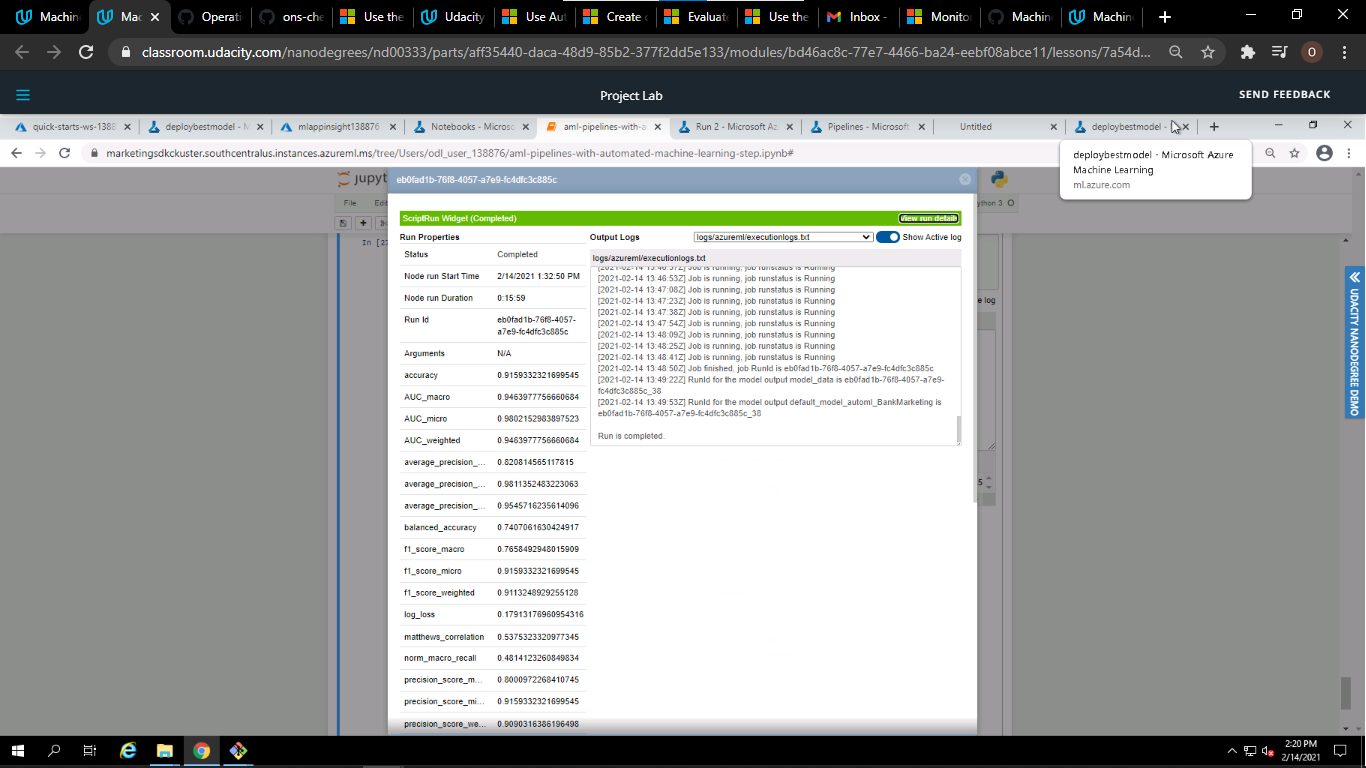 Machin
Mac
Operati
ons-che
Use the
Udacity
Use Aut
Create c
Evaluate
Use the
Inbox -
Monito
Machin
Machin
classroom.udacity.com/nanodegrees/nd00333/parts/aff35440-daca-48d9-85b2-377f2dd5e133/modules/bd46ac8c-77e7-4466-ba24-eebf08abce11/lessons/7a54d...
O
Project Lab
SEND FEEDBACK
quick-starts-ws-1388
deploybestmodel - M
mlappinsight138876
Notebooks - Microso
aml-pipelines-with-a
Run 2 - Microsoft Az
Pipelines - Microsoft
Untitled
deploybestmodel -
marketingsdkckuster.southcentralus.instances.azureml.ms/tree/Users/odl_user_138876/aml-pipelines-with-automated-machine-learning-step.ipynb#
deploybestmodel - Microsoft Azure
Machine Learning
ml.azure.com
jupyt
eb0fad1b-76f8-4057-a7e9-fc4dfc3c885c
File
Edit
ython 3
ScriptRun Widget (Completed)
View run details
Run Properties
Output Logs
logs/azureml/executionlogs.txt
Show Active log
In [27
e log
Status Completed
Node run Start Time 2/14/2021 1:32:50 PM
Node run Duration 0:15:59
Run Id eb0fad1b-76f8-4057-
a7e9-fc4dfc3c885c
Arguments N/A
accuracy 0.9159332321699545
AUC_macro 0.9463977756660684
AUC_micro 0.9802152983897523
AUC_weighted 0.9463977756660684
average_precision_... 0.820814565117815
average_precision_... 0.9811352483223063
average_precision_... 0.9545716235614096
balanced_accuracy 0.7407061630424917
f1_score_macro 0.7658492948015909
f1_score_micro 0.9159332321699545
f1_score_weighted 0.9113248929255128
log_loss 0.17913176960954316
matthews_correlation 0.5375323320977345
norm_macro_recall 0.4814123260849834
precision_score_m... 0.8000972268410745
precision_score_mi... 0.9159332321699545
precision_score_we... 0.9090316386196498
logs/azureml/executionlogs.txt
[2021-02-14 13:46:37Z] Job is running, job runstatus is Running
[2021-02-14 13:46:53Z] Job is running, job runstatus is Running
[2021-02-14 13:47:08Z] Job is running, job runstatus is Running
[2021-02-14 13:47:23Z] Job is running, job runstatus is Running
[2021-02-14 13:47:38Z] Job is running, job runstatus is Running
[2021-02-14 13:47:54Z] Job is running, job runstatus is Running
[2021-02-14 13:48:09Z] Job is running, job runstatus is Running
[2021-02-14 13:48:25Z] Job is running, job runstatus is Running
[2021-02-14 13:48:41Z] Job is running, job runstatus is Running
[2021-02-14 13:48:50Z] Job finished, job RunId is eb0fad1b-76f8-4057-a7e9-fc4dfc3c885c
[2021-02-14 13:49:22Z] RunId for the model output model_data is eb0fad1b-76f8-4057-a7e9-
fc4dfc3c885c_38
[2021-02-14 13:49:53Z] RunId for the model output default_model_automl_BankMarketing is
eb0fad1b-76f8-4057-a7e9-fc4dfc3c885c_38
Run is completed.
5
UDACITY NANODEGREE DEMO
2:20 PM
2/14/2021